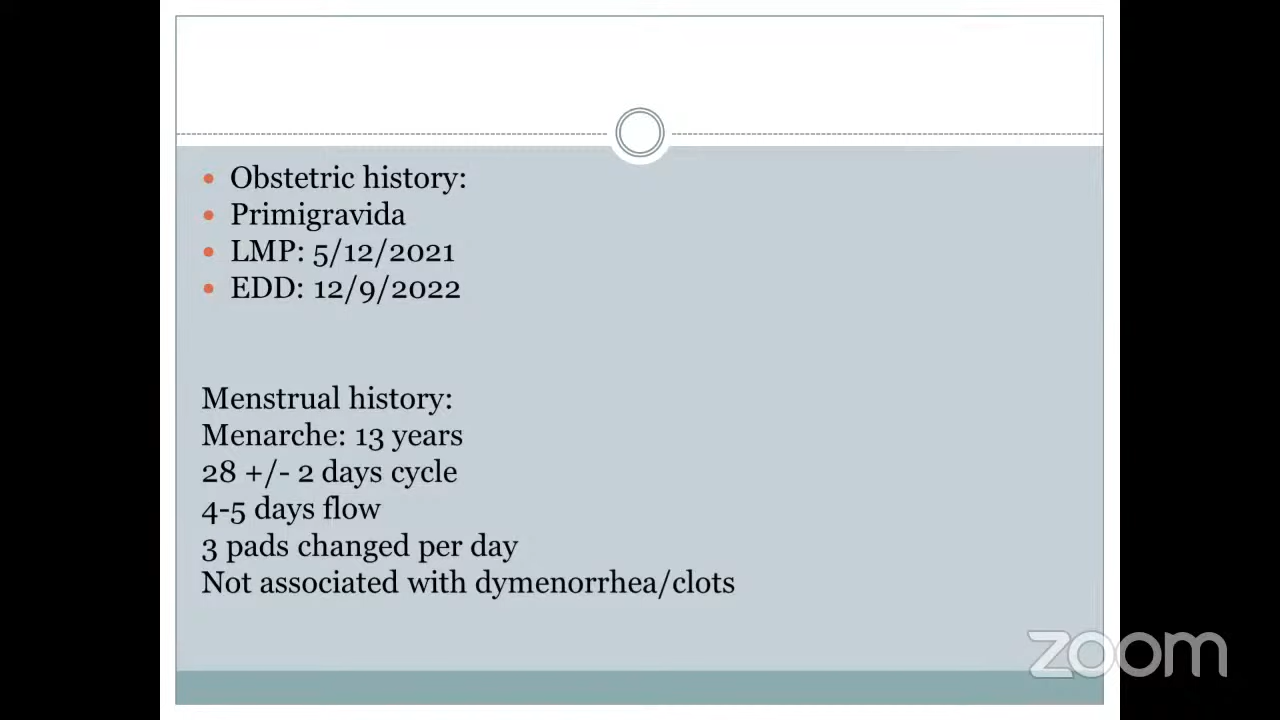 Obstetric history:
Primigravida
LMP: 5/12/2021
EDD: 12/9/2022
Menstrual history:
Menarche: 13 years
28 +/- 2 days cycle
4-5 days flow
3 pads changed per day
Not associated with dymenorrhea/clots
zoom